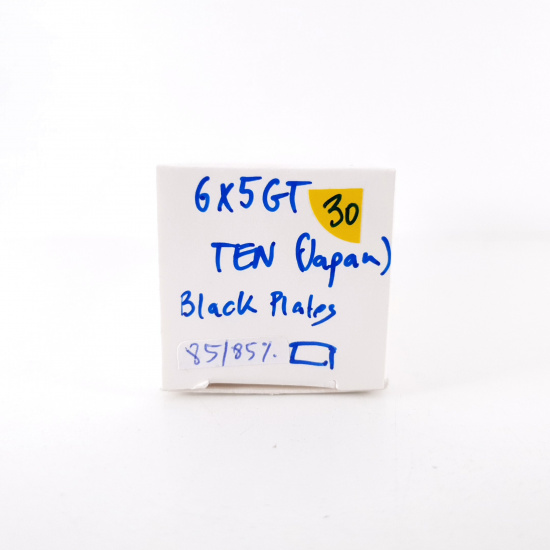 6X5GT
30
TEN (Japan)
Black Plates
85/85%.